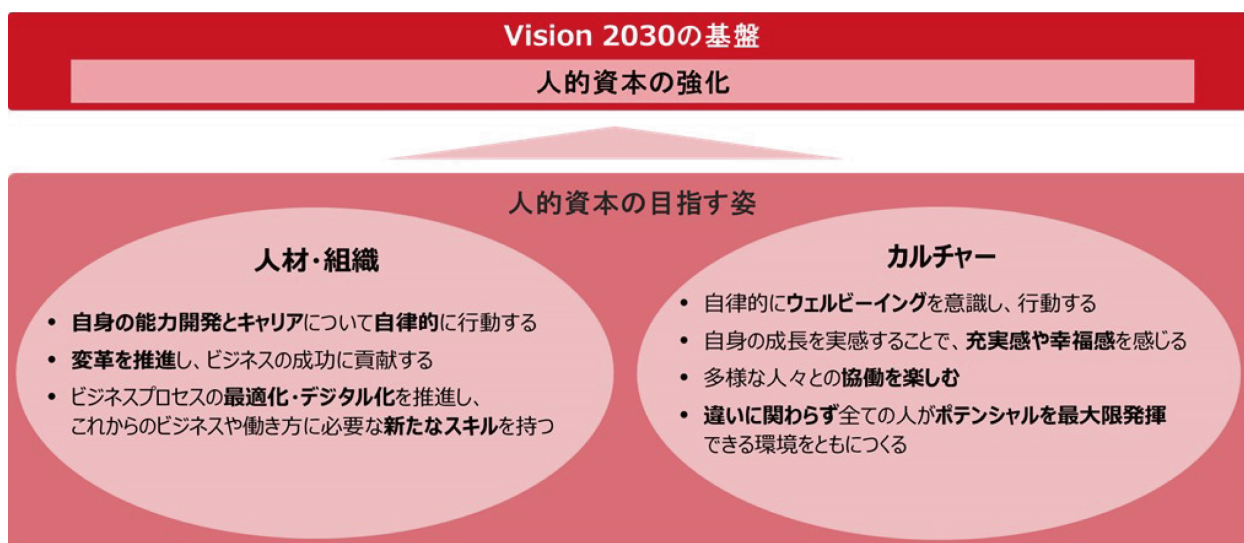 Vision 2030の基盤
人的資本の強化
人的資本の目指す姿
人材・組織
• 自身の能力開発とキャリアについて自律的に行動する
• 変革を推進し、ビジネスの成功に貢献する
• ビジネスプロセスの最適化・デジタル化を推進し、
これからのビジネスや働き方に必要な新たなスキルを持つ
カルチャー
• 自律的にウェルビーイングを意識し、行動する
• 自身の成長を実感することで、充実感や幸福感を感じる
• 多様な人々との協働を楽しむ
• 違いに関わらず全ての人がポテンシャルを最大限発揮
できる環境をともにつくる